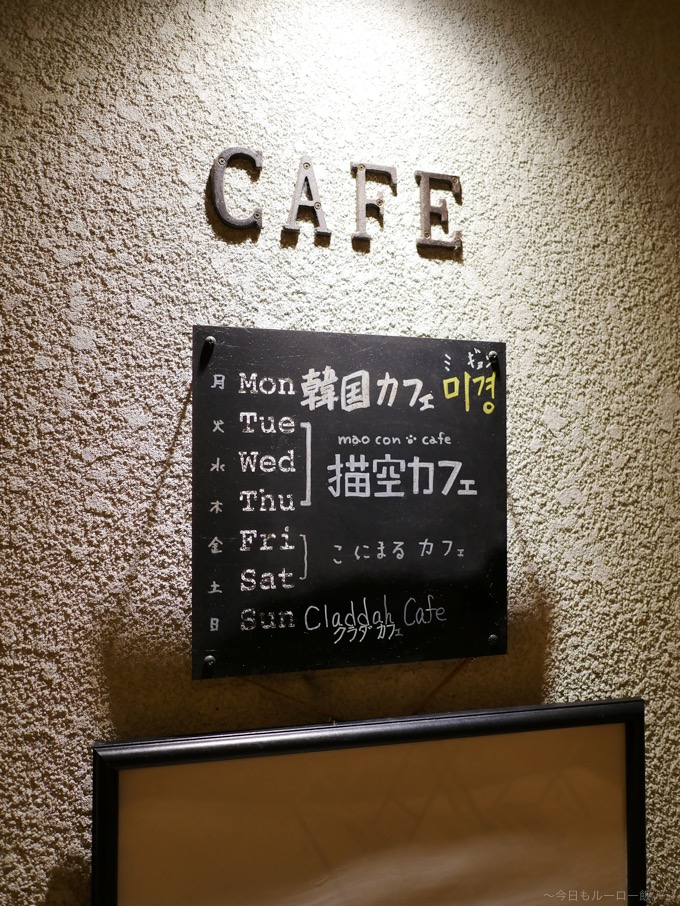 CAFE
ミギョン
月 Mon 韓国カフェ 미경
火 Tue
mao con cafe
水 Wed 描空カフェ
木 Thu
金 Fri こにまる カフェ
土 Sat
日 Sun Claddah Cafe
クラダ カフェ
〜今日もルーロー飯